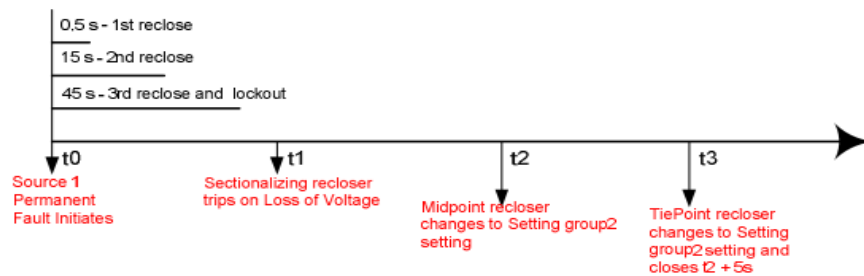 0.5 s - 1st reclose
15 s - 2nd reclose
45 s - 3rd reclose and lockout
t0
t1
t2
t3
Source 1
Permanent
Fault Initiates
Sectionalizing recloser
trips on Loss of Voltage
Midpoint recloser
changes to Setting group2
setting
TiePoint recloser
changes to Setting
group2 setting and
closes t2 + 5s